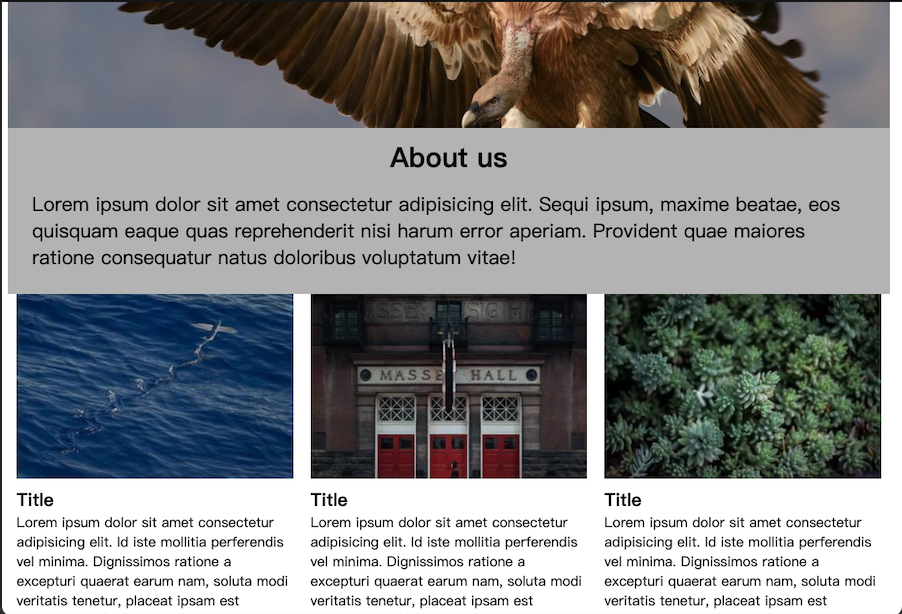 About us
Lorem ipsum dolor sit amet consectetur adipisicing elit. Sequi ipsum, maxime beatae, eos
quisquam eaque quas reprehenderit nisi harum error aperiam. Provident quae maiores
ratione consequatur natus doloribus voluptatum vitae!
MASSEY HALL
Title
Lorem ipsum dolor sit amet consectetur
adipisicing elit. Id iste mollitia perferendis
vel minima. Dignissimos ratione a
excepturi quaerat earum nam, soluta modi
veritatis tenetur, placeat ipsam est
Title
Lorem ipsum dolor sit amet consectetur
adipisicing elit. Id iste mollitia perferendis
vel minima. Dignissimos ratione a
excepturi quaerat earum nam, soluta modi
veritatis tenetur, placeat ipsam est
Title
Lorem ipsum dolor sit amet consectetur
adipisicing elit. Id iste mollitia perferendis
vel minima. Dignissimos ratione a
excepturi quaerat earum nam, soluta modi
veritatis tenetur, placeat ipsam est